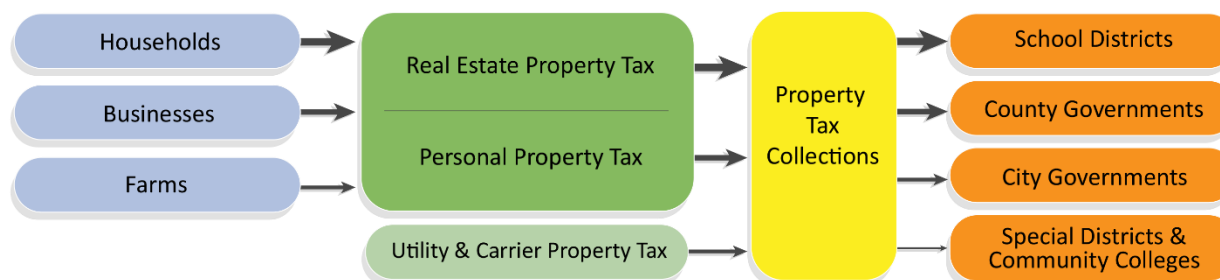 Households
Businesses
Farms
Real Estate Property Tax
Personal Property Tax
Utility & Carrier Property Tax
Property
Tax
Collections
School Districts
County Governments
City Governments
Special Districts &
Community Colleges